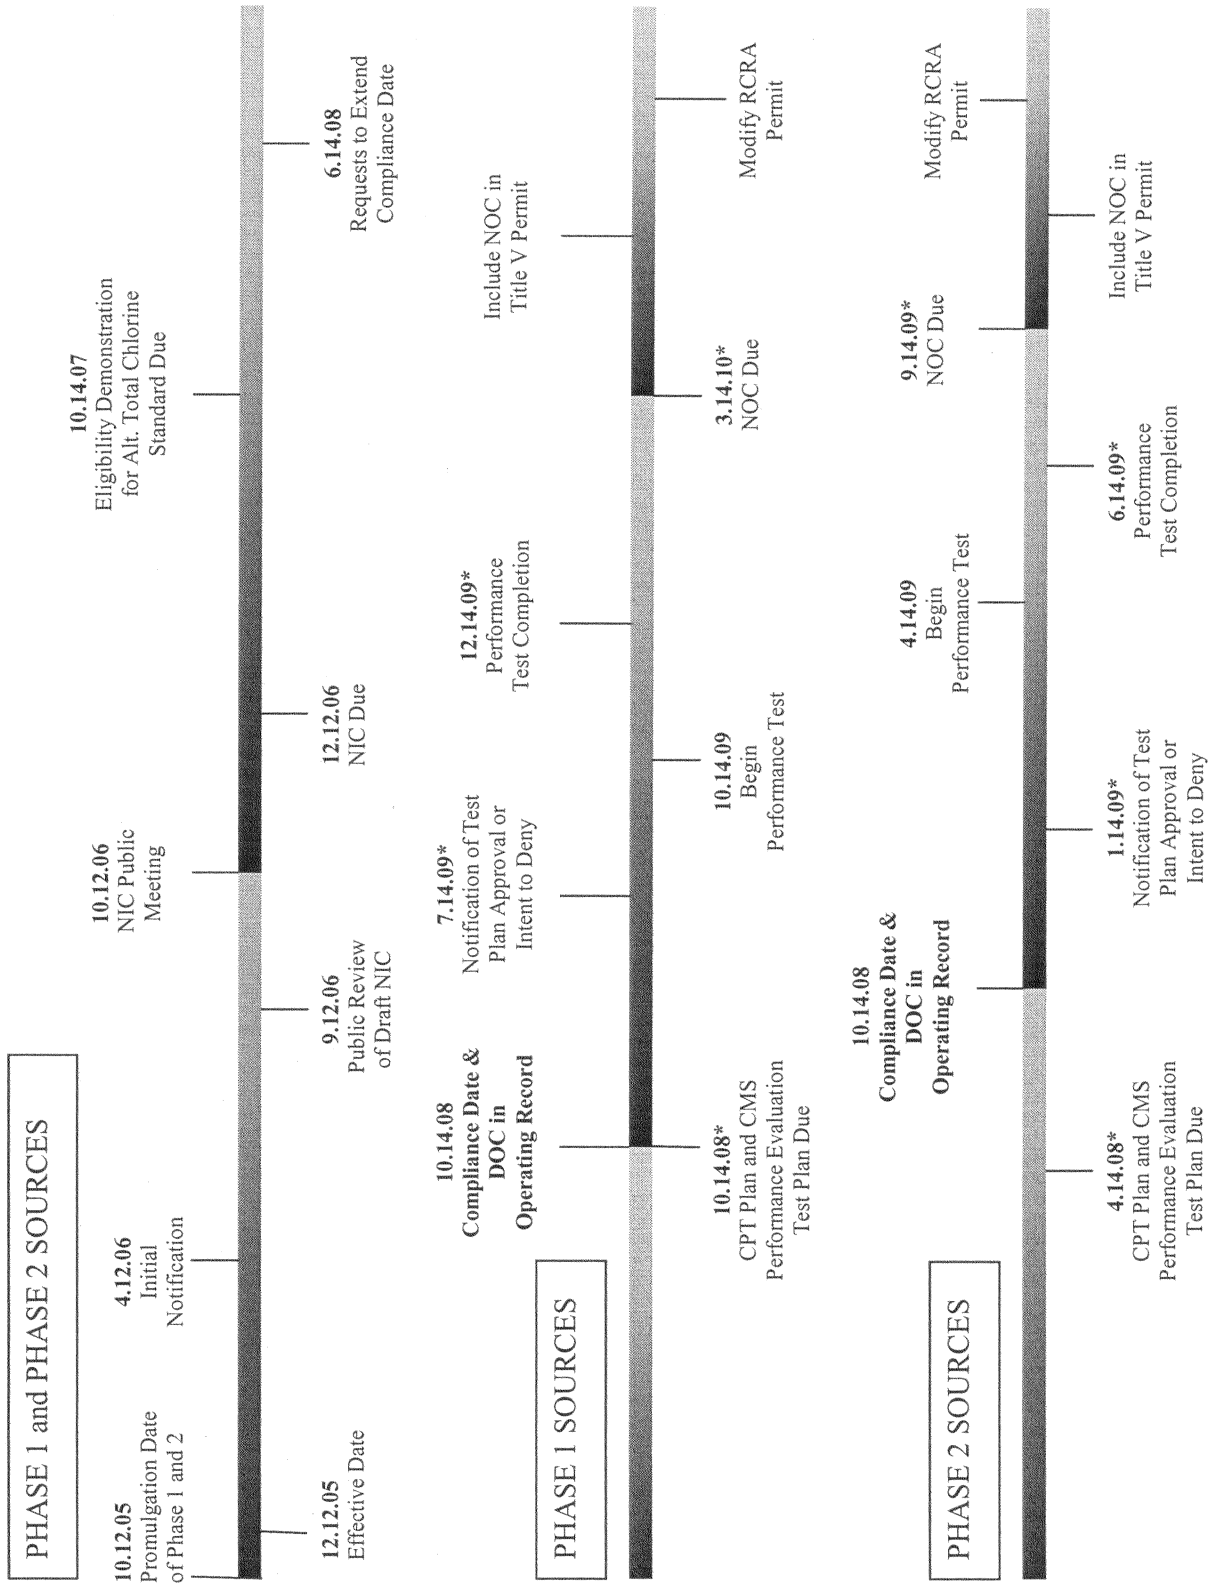 PHASE 1 and PHASE 2 SOURCES
10.12.05
Promulgation Date
of Phase 1 and 2
12.12.05
Effective Date
4.12.06
Initial
Notification
9.12.06
Public Review
of Draft NIC
10.12.06
NIC Public
Meeting
12.12.06
NIC Due
10.14.07
Eligibility Demonstration
for Alt. Total Chlorine
Standard Due
6.14.08
Requests to Extend
Compliance Date
PHASE 1 SOURCES
10.14.08
Compliance Date &
DOC in
Operating Record
10.14.08*
CPT Plan and CMS
Performance Evaluation
Test Plan Due
7.14.09*
Notification of Test
Plan Approval or
Intent to Deny
10.14.09
Begin
Performance Test
12.14.09*
Performance
Test Completion
3.14.10*
NOC Due
Include NOC in
Title V Permit
Modify RCRA
Permit
PHASE 2 SOURCES
4.14.08*
CPT Plan and CMS
Performance Evaluation
Test Plan Due
10.14.08
Compliance Date &
DOC in
Operating Record
1.14.09*
Notification of Test
Plan Approval or
Intent to Deny
4.14.09
Begin
Performance Test
6.14.09*
Performance
Test Completion
9.14.09*
NOC Due
Include NOC in
Title V Permit
Modify RCRA
Permit